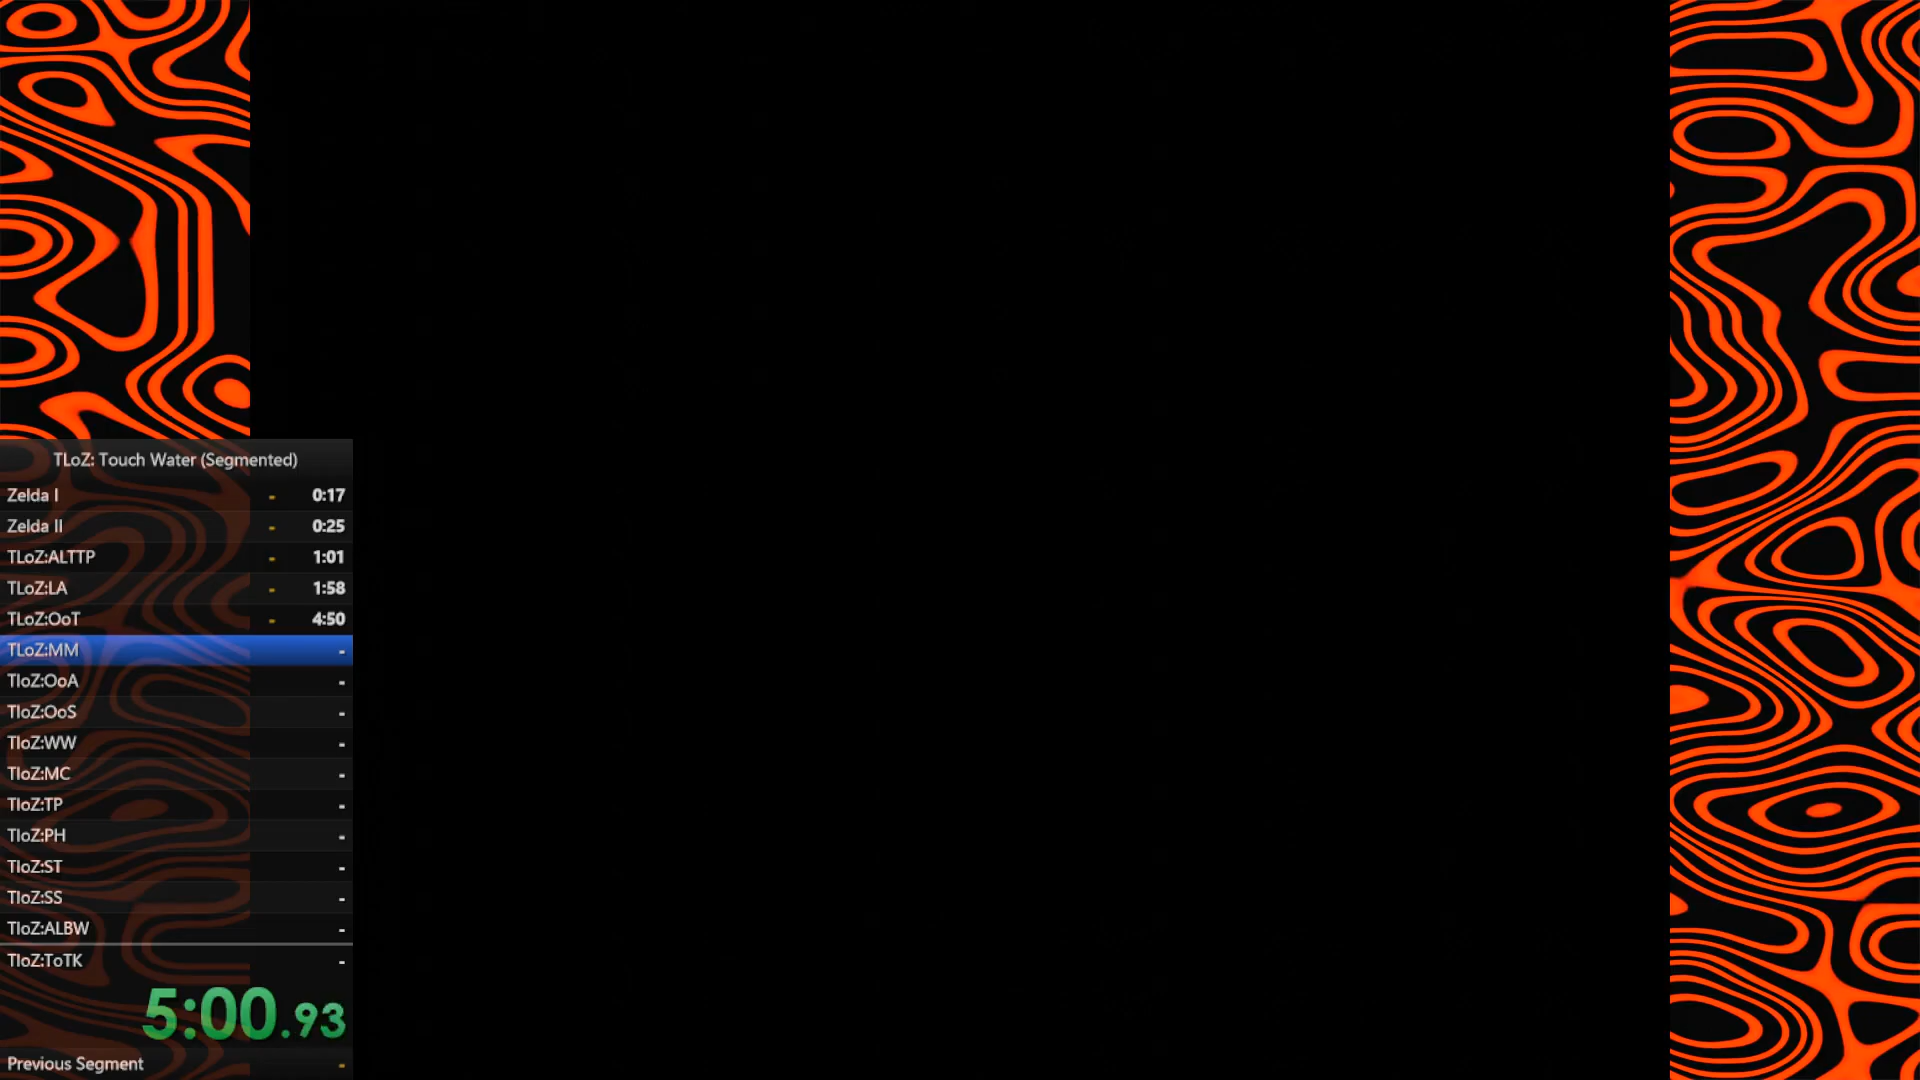 TLoZ: Touch Water (Segmented)
Zelda I - 0:17
Zelda II - 0:25
TLoZ:ALTTP - 1:01
TLoZ:LA - 1:58
TLoZ:OoT - 4:50
TLoZ:MM -
TloZ:OoA -
TloZ:OoS -
TloZ:WW -
TloZ:MC -
TloZ:TP -
TloZ:PH -
TloZ:ST -
TloZ:SS -
TloZ:ALBW -
TloZ:ToTK -
5:00.93
Previous Segment -